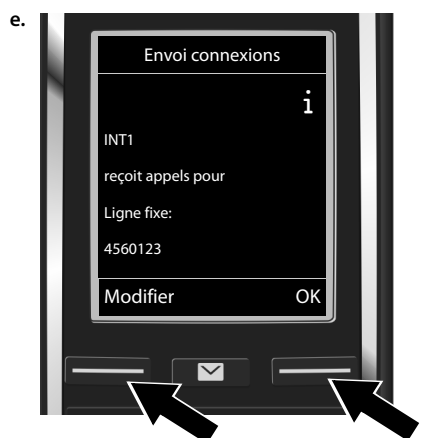 e.
Envoi connexions
i
INT1
reçoit appels pour
Ligne fixe:
4560123
Modifier OK